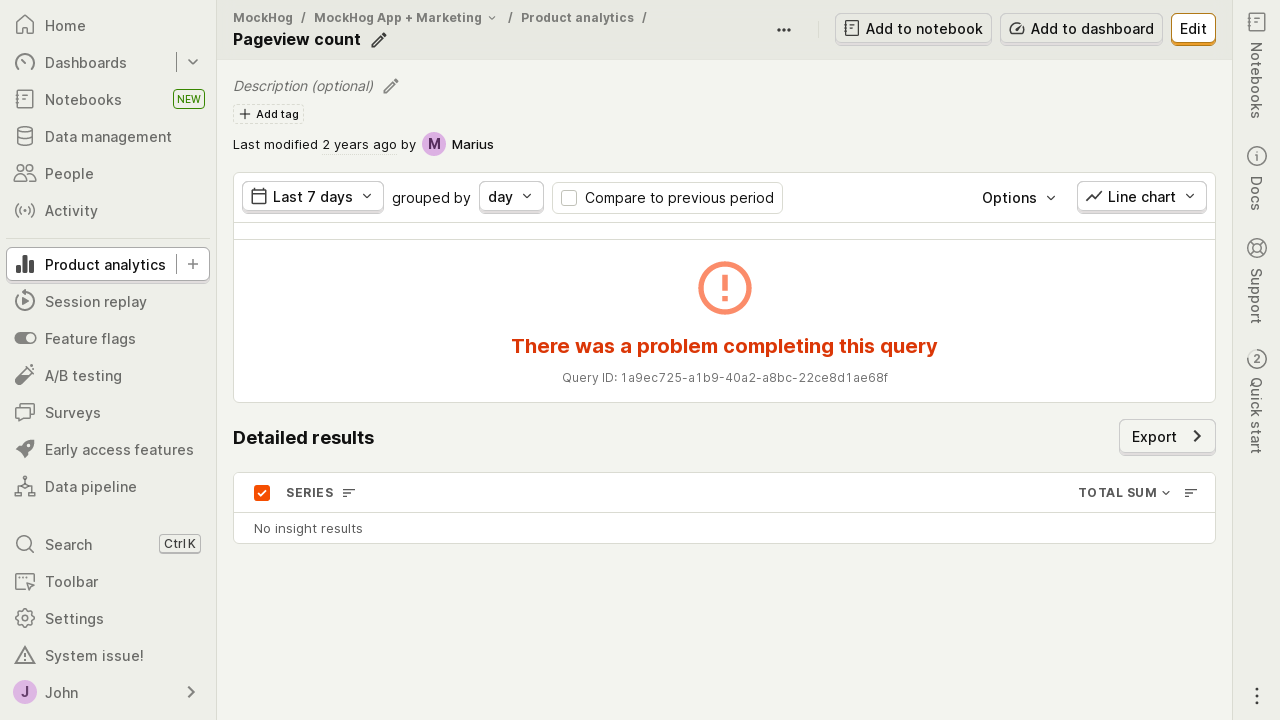 Home
Dashboards
Notebooks NEW
Data management
People
Activity
Product analytics
Session replay
Feature flags
A/B testing
Surveys
Early access features
Data pipeline
Search Ctrl K
Toolbar
Settings
System issue!
J John
MockHog / MockHog App + Marketing / Product analytics /
Pageview count
Add to notebook Add to dashboard Edit
Description (optional)
Add tag
Last modified 2 years ago by M Marius
Last 7 days grouped by day Compare to previous period Options Line chart
There was a problem completing this query
Query ID: 1a9ec725-a1b9-40a2-a8bc-22ce8d1ae68f
Detailed results Export
SERIES TOTAL SUM
No insight results
Notebooks
Docs
Support
2 Quick start